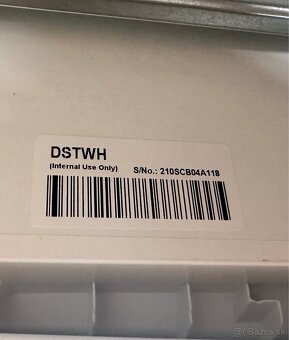 DSTWH
(Internal Use Only) S/No.: 210SCB04A118
Bazos.sk